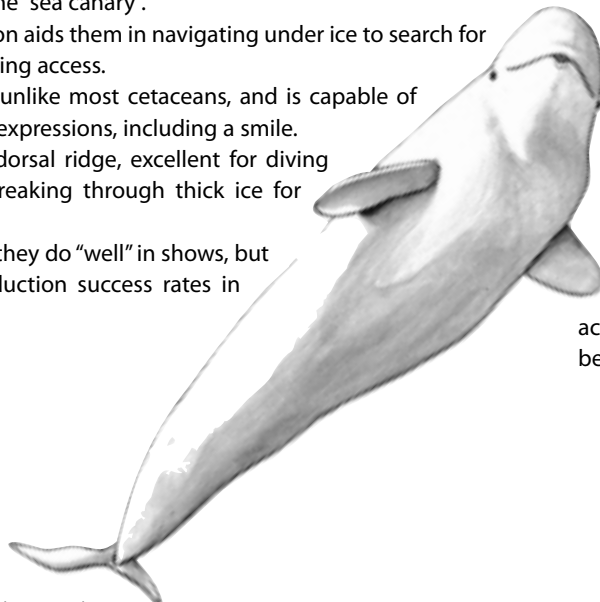 "sea canary".
on aids them in navigating under ice to search for
ing access.
unlike most cetaceans, and is capable of
expressions, including a smile.
dorsal ridge, excellent for diving
reaking through thick ice for
they do "well" in shows, but
duction success rates in
ac
be